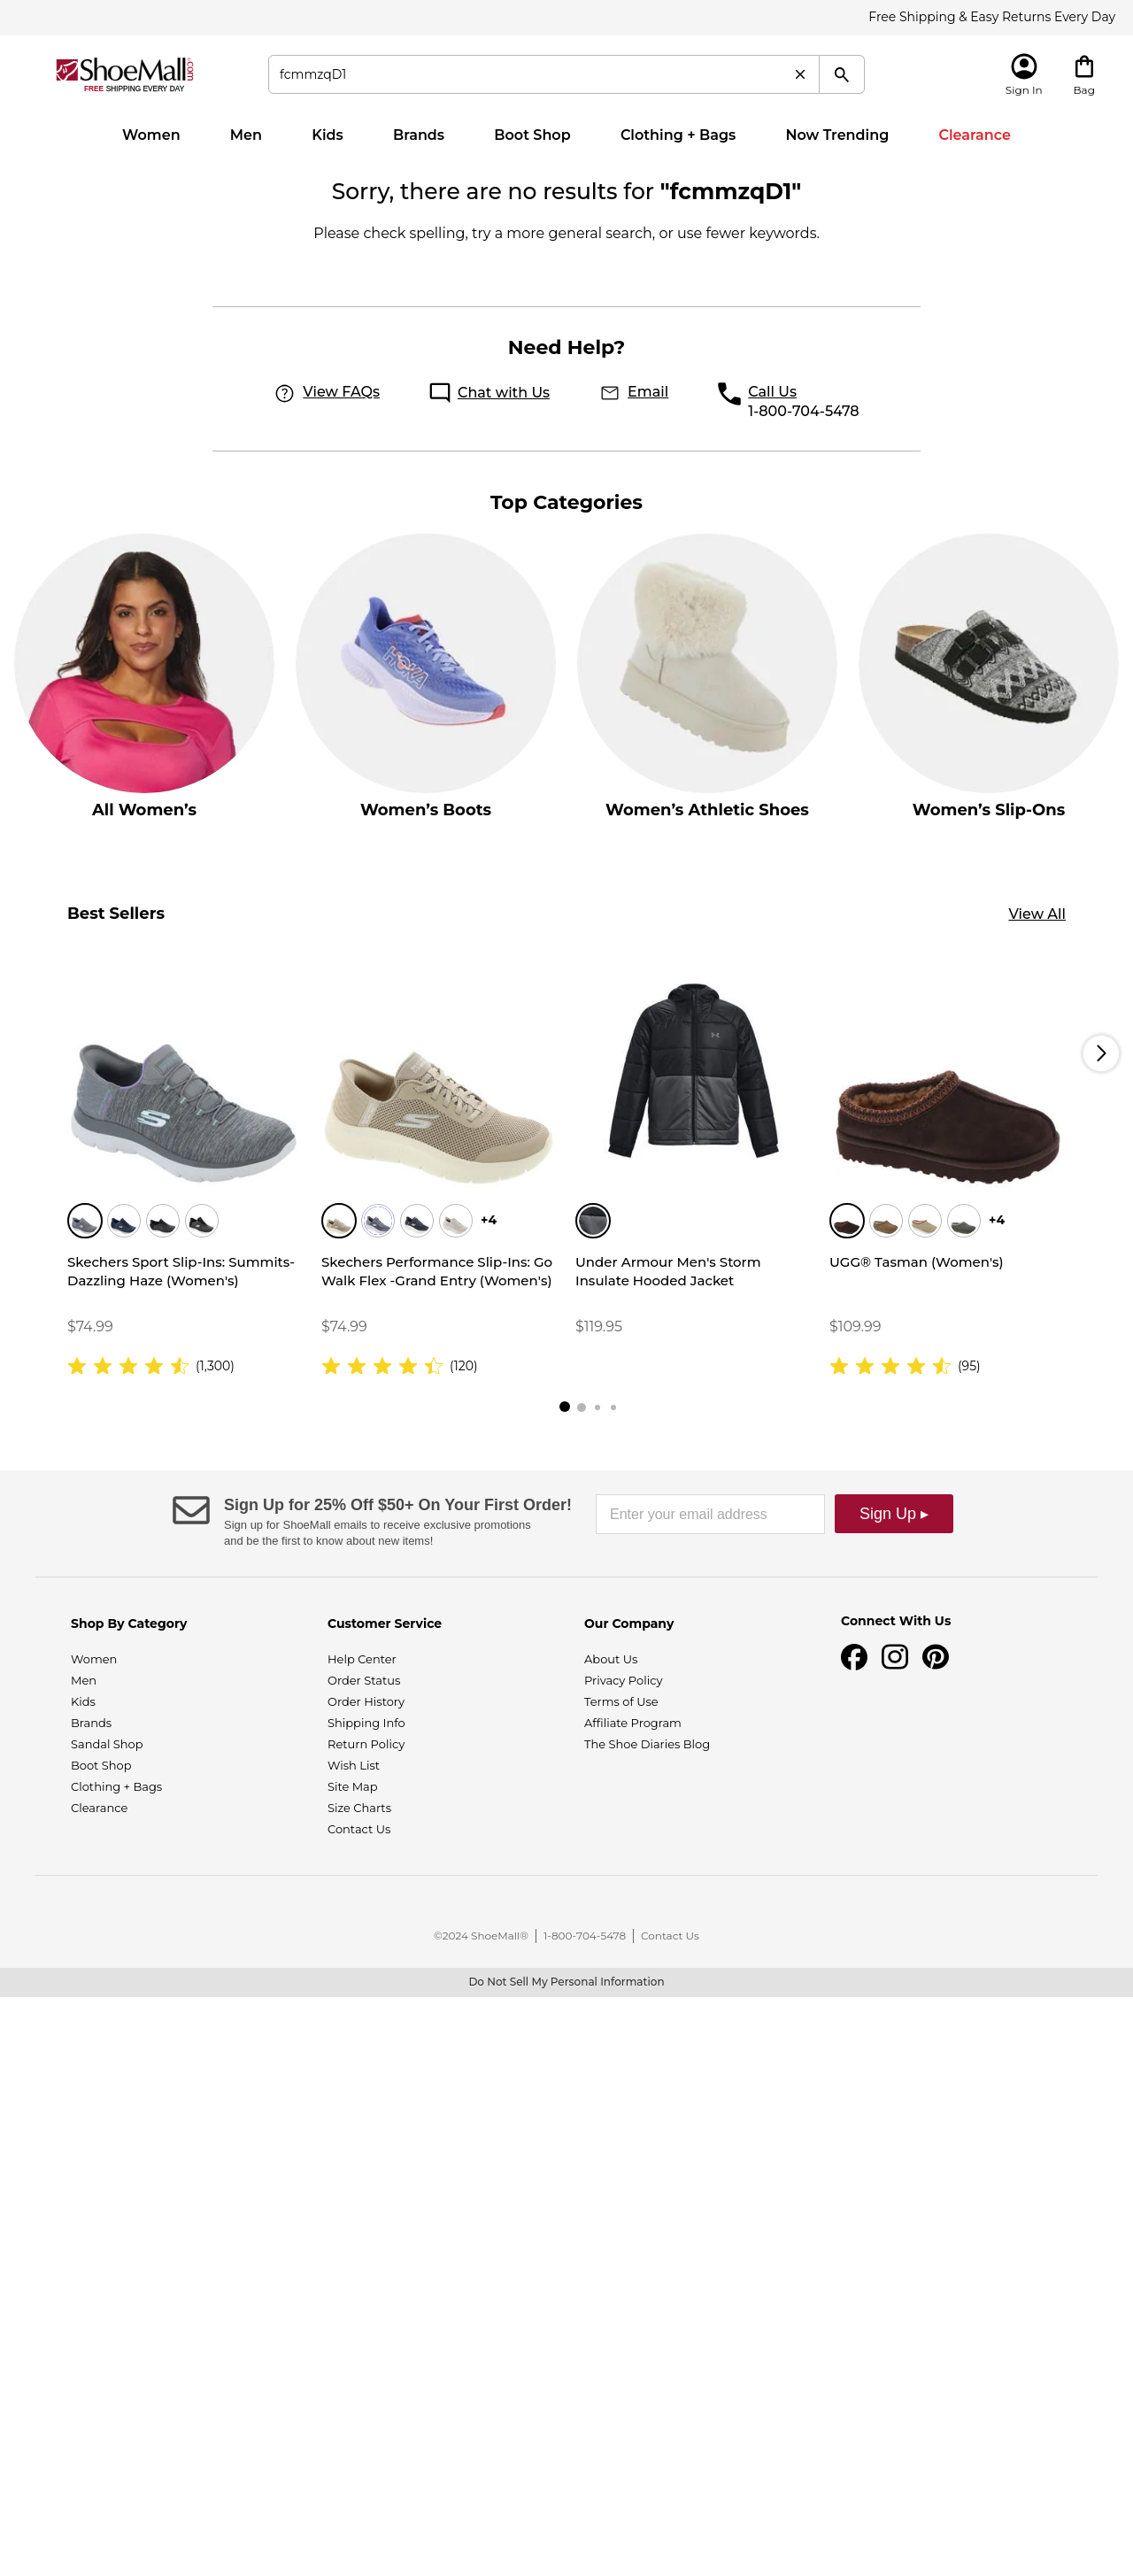 Free Shipping & Easy Returns Every Day
ShoeMall.com
FREE SHIPPING EVERY DAY
fcmmzqD1
Sign In
Bag
Women Men Kids Brands Boot Shop Clothing + Bags Now Trending Clearance
Sorry, there are no results for "fcmmzqD1"
Please check spelling, try a more general search, or use fewer keywords.
Need Help?
View FAQs
Chat with Us
Email
Call Us
1-800-704-5478
Top Categories
HOKA
All Women’s
Women’s Boots
Women’s Athletic Shoes
Women’s Slip-Ons
Best Sellers
View All
+4
+4
Skechers Sport Slip-Ins: Summits-
Dazzling Haze (Women's)
$74.99
(1,300)
Skechers Performance Slip-Ins: Go
Walk Flex -Grand Entry (Women's)
$74.99
(120)
Under Armour Men's Storm
Insulate Hooded Jacket
$119.95
UGG® Tasman (Women's)
$109.99
(95)
Sign Up for 25% Off $50+ On Your First Order!
Sign up for ShoeMall emails to receive exclusive promotions
and be the first to know about new items!
Enter your email address
Sign Up ▸
Shop By Category
Women
Men
Kids
Brands
Sandal Shop
Boot Shop
Clothing + Bags
Clearance
Customer Service
Help Center
Order Status
Order History
Shipping Info
Return Policy
Wish List
Site Map
Size Charts
Contact Us
Our Company
About Us
Privacy Policy
Terms of Use
Affiliate Program
The Shoe Diaries Blog
Connect With Us
©2024 ShoeMall® | 1-800-704-5478 | Contact Us
Do Not Sell My Personal Information